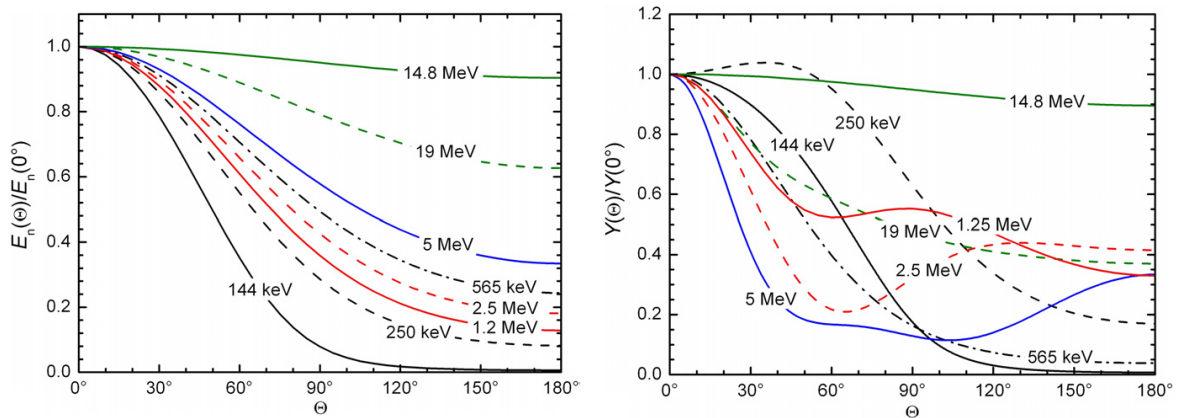 1.0
0.8
0.6
0.4
0.2
0.0
E_n(Θ)/E_n(0°)
14.8 MeV
19 MeV
5 MeV
144 keV
565 keV
2.5 MeV
1.2 MeV
250 keV
0° 30° 60° 90° 120° 150° 180°
Θ
1.2
1.0
0.8
0.6
0.4
0.2
0.0
Y(Θ)/Y(0°)
14.8 MeV
250 keV
144 keV
1.25 MeV
19 MeV
2.5 MeV
5 MeV
565 keV
0° 30° 60° 90° 120° 150° 180°
Θ